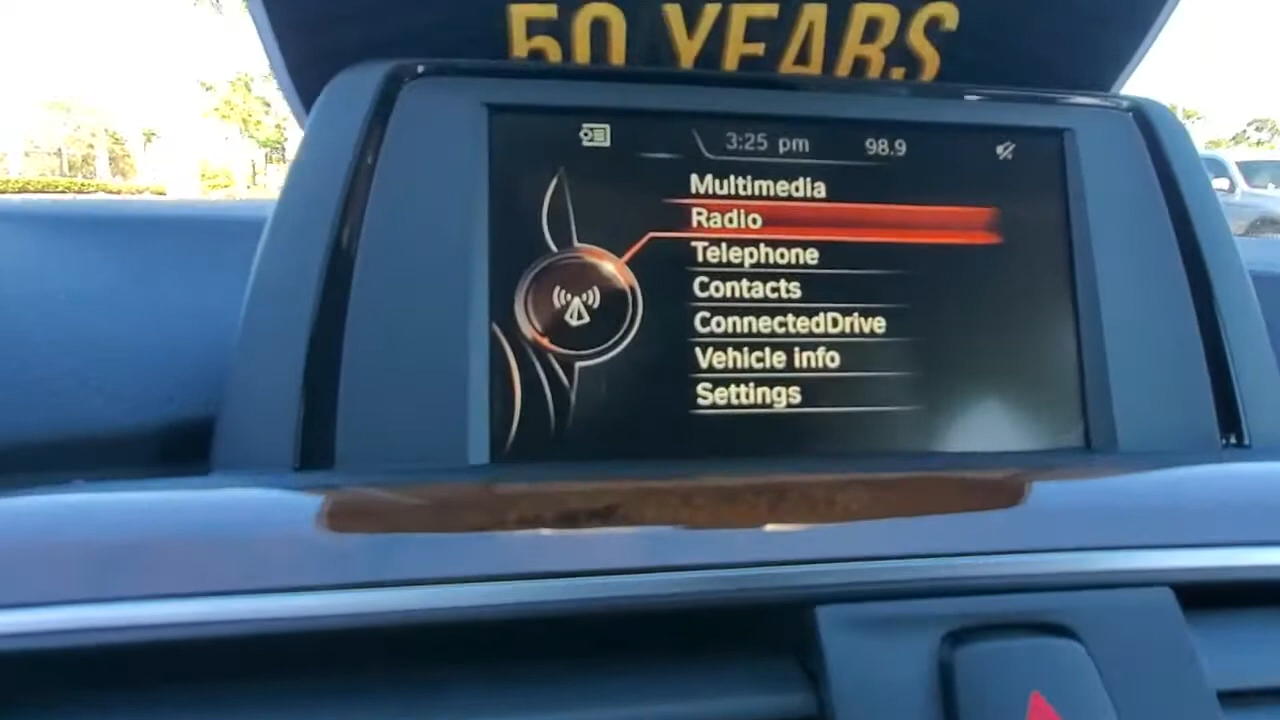 50 YEARS
3:25 pm 98.9
Multimedia
Radio
Telephone
Contacts
ConnectedDrive
Vehicle info
Settings